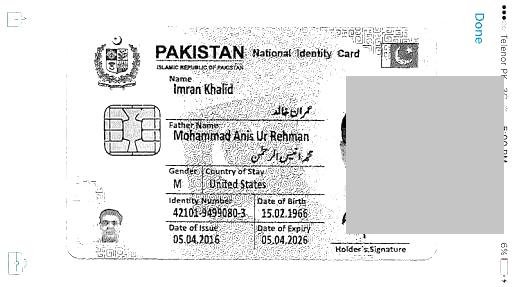 PAKISTAN National Identity Card
ISLAMIC REPUBLIC OF PAKISTAN
Name
Imran Khalid
عمران خالد
Father Name
Mohammad Anis Ur Rehman
محمد انیس الرحمٰن
Gender Country of Stay
M United States
Identity Number Date of Birth
42101-9499080-3 15.02.1966
Date of Issue Date of Expiry
05.04.2016 05.04.2026
Holder's Signature
Done
Telenor PK
6%